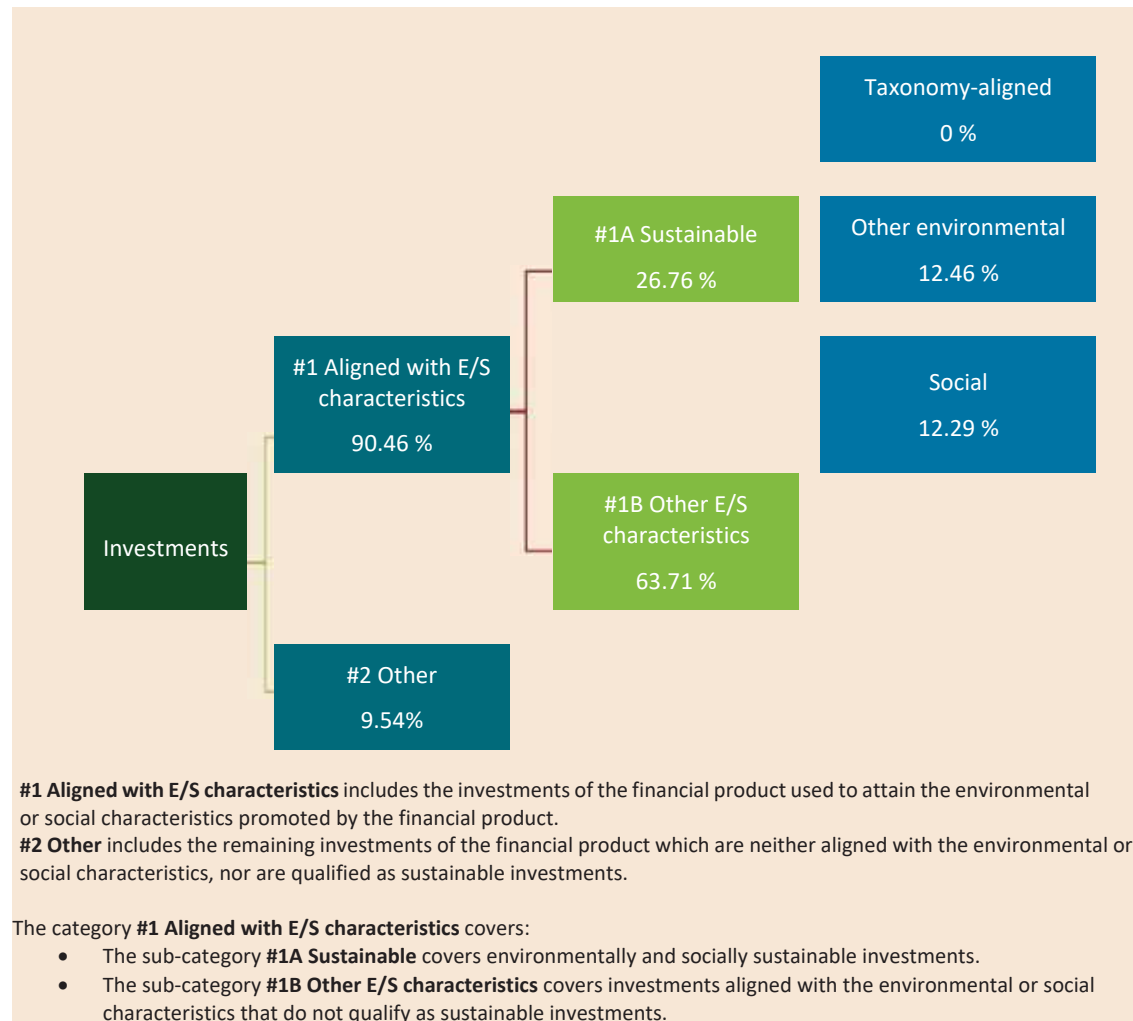 Taxonomy-aligned
0 %
#1A Sustainable
26.76 %
Other environmental
12.46 %
#1 Aligned with E/S
characteristics
90.46 %
Social
12.29 %
Investments
#1B Other E/S
characteristics
63.71 %
#2 Other
9.54%
#1 Aligned with E/S characteristics includes the investments of the financial product used to attain the environmental
or social characteristics promoted by the financial product.
#2 Other includes the remaining investments of the financial product which are neither aligned with the environmental or
social characteristics, nor are qualified as sustainable investments.
The category #1 Aligned with E/S characteristics covers:
• The sub-category #1A Sustainable covers environmentally and socially sustainable investments.
• The sub-category #1B Other E/S characteristics covers investments aligned with the environmental or social
characteristics that do not qualify as sustainable investments.